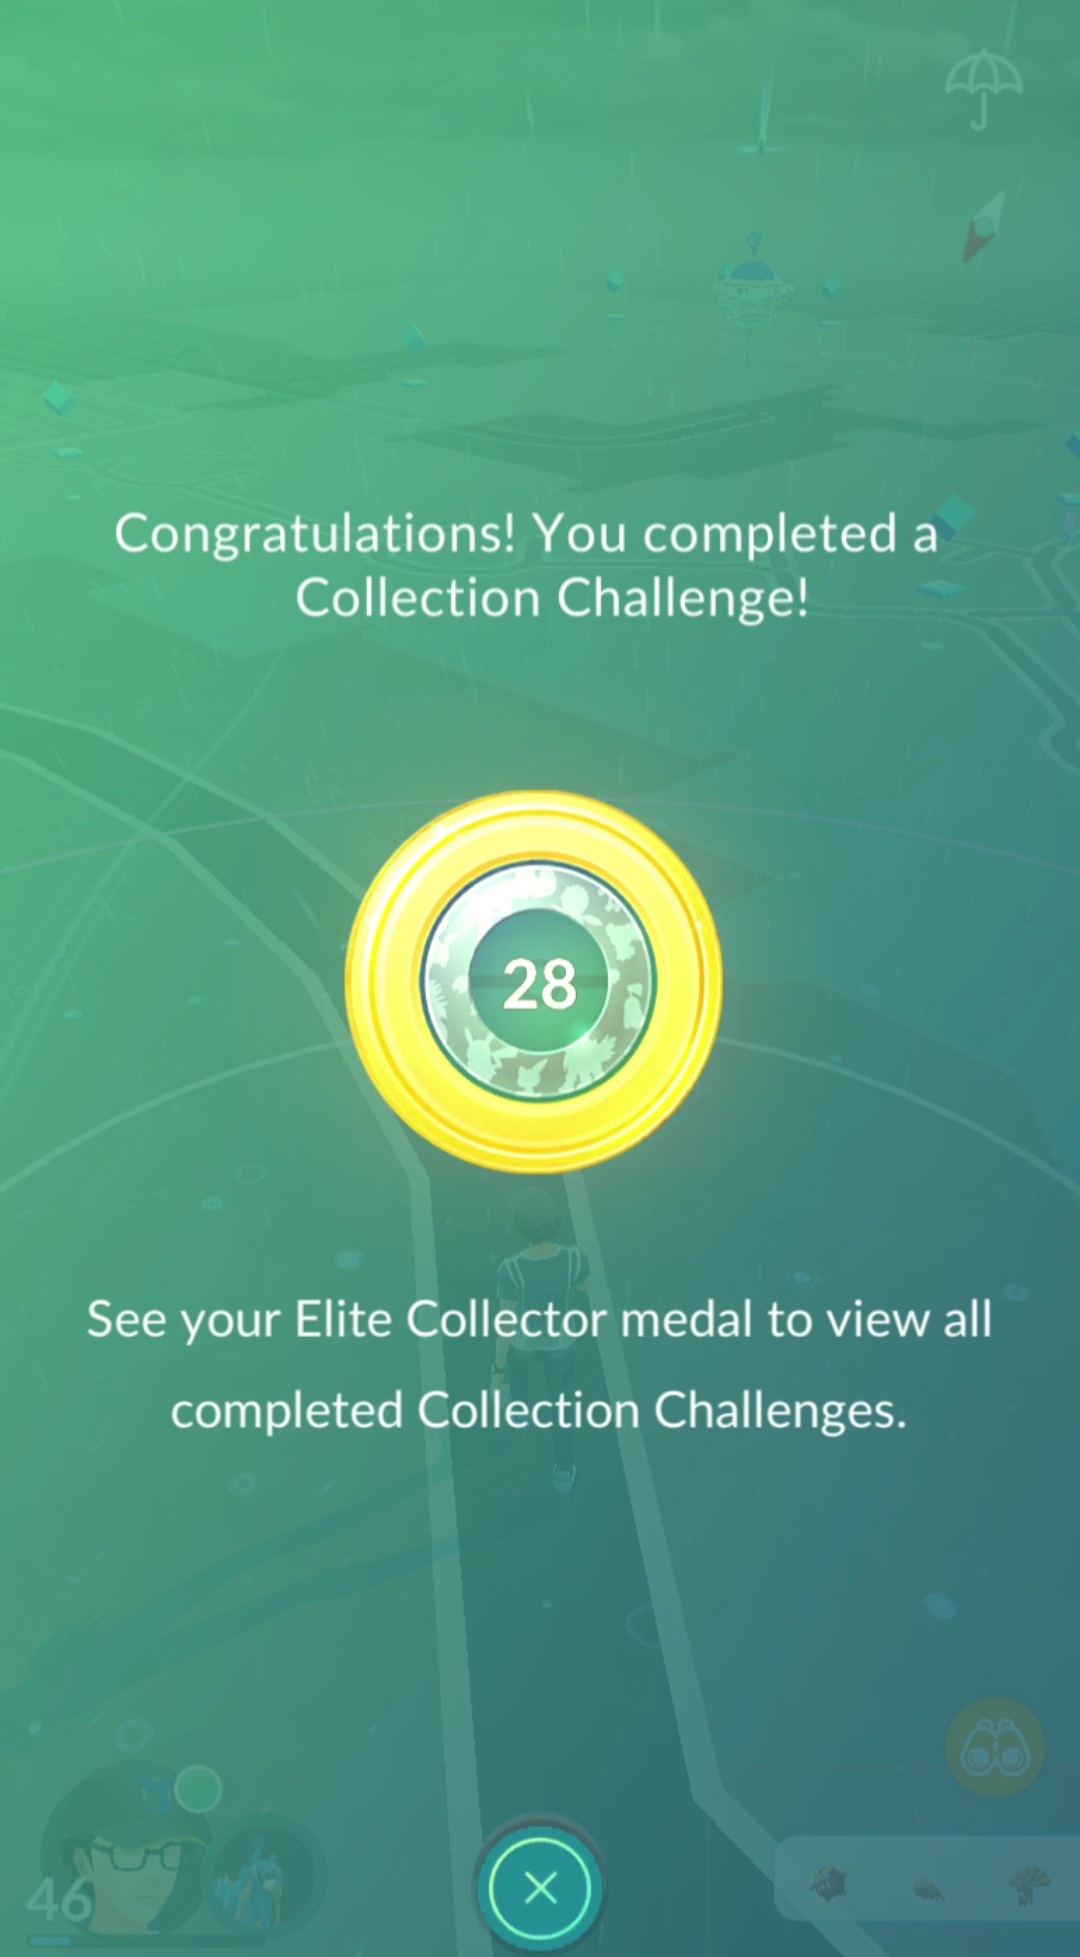 Congratulations! You completed a
Collection Challenge!
28
See your Elite Collector medal to view all
completed Collection Challenges.
46